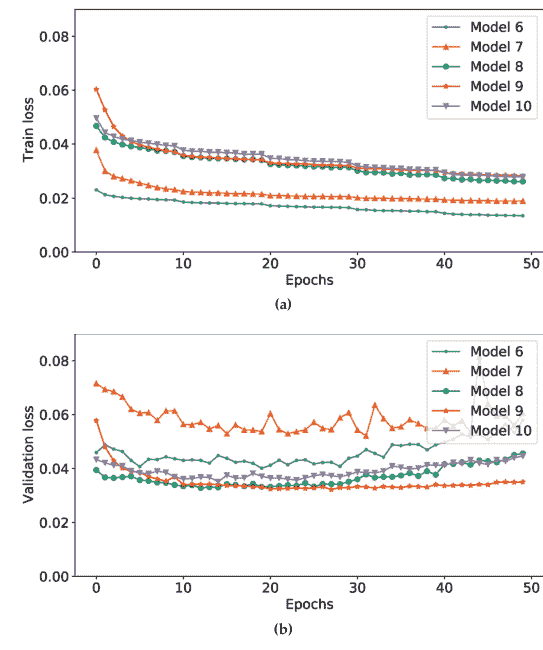 0.08
0.06
0.04
0.02
0.00
Train loss
Model 6
Model 7
Model 8
Model 9
Model 10
0 10 20 30 40 50
Epochs
(a)
0.08
0.06
0.04
0.02
0.00
Validation loss
Model 6
Model 7
Model 8
Model 9
Model 10
0 10 20 30 40 50
Epochs
(b)